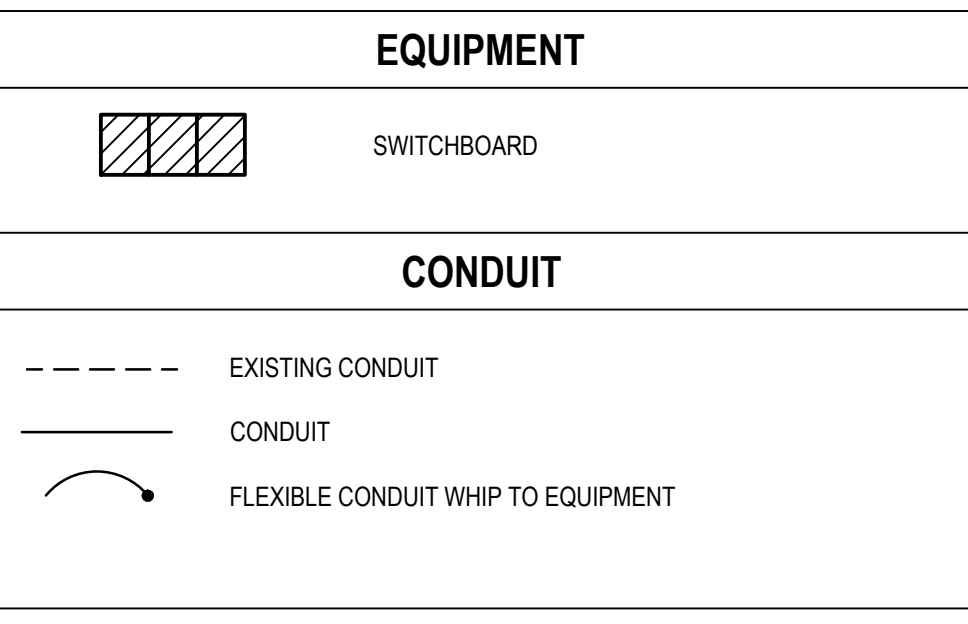 EQUIPMENT
SWITCHBOARD
CONDUIT
EXISTING CONDUIT
CONDUIT
FLEXIBLE CONDUIT WHIP TO EQUIPMENT